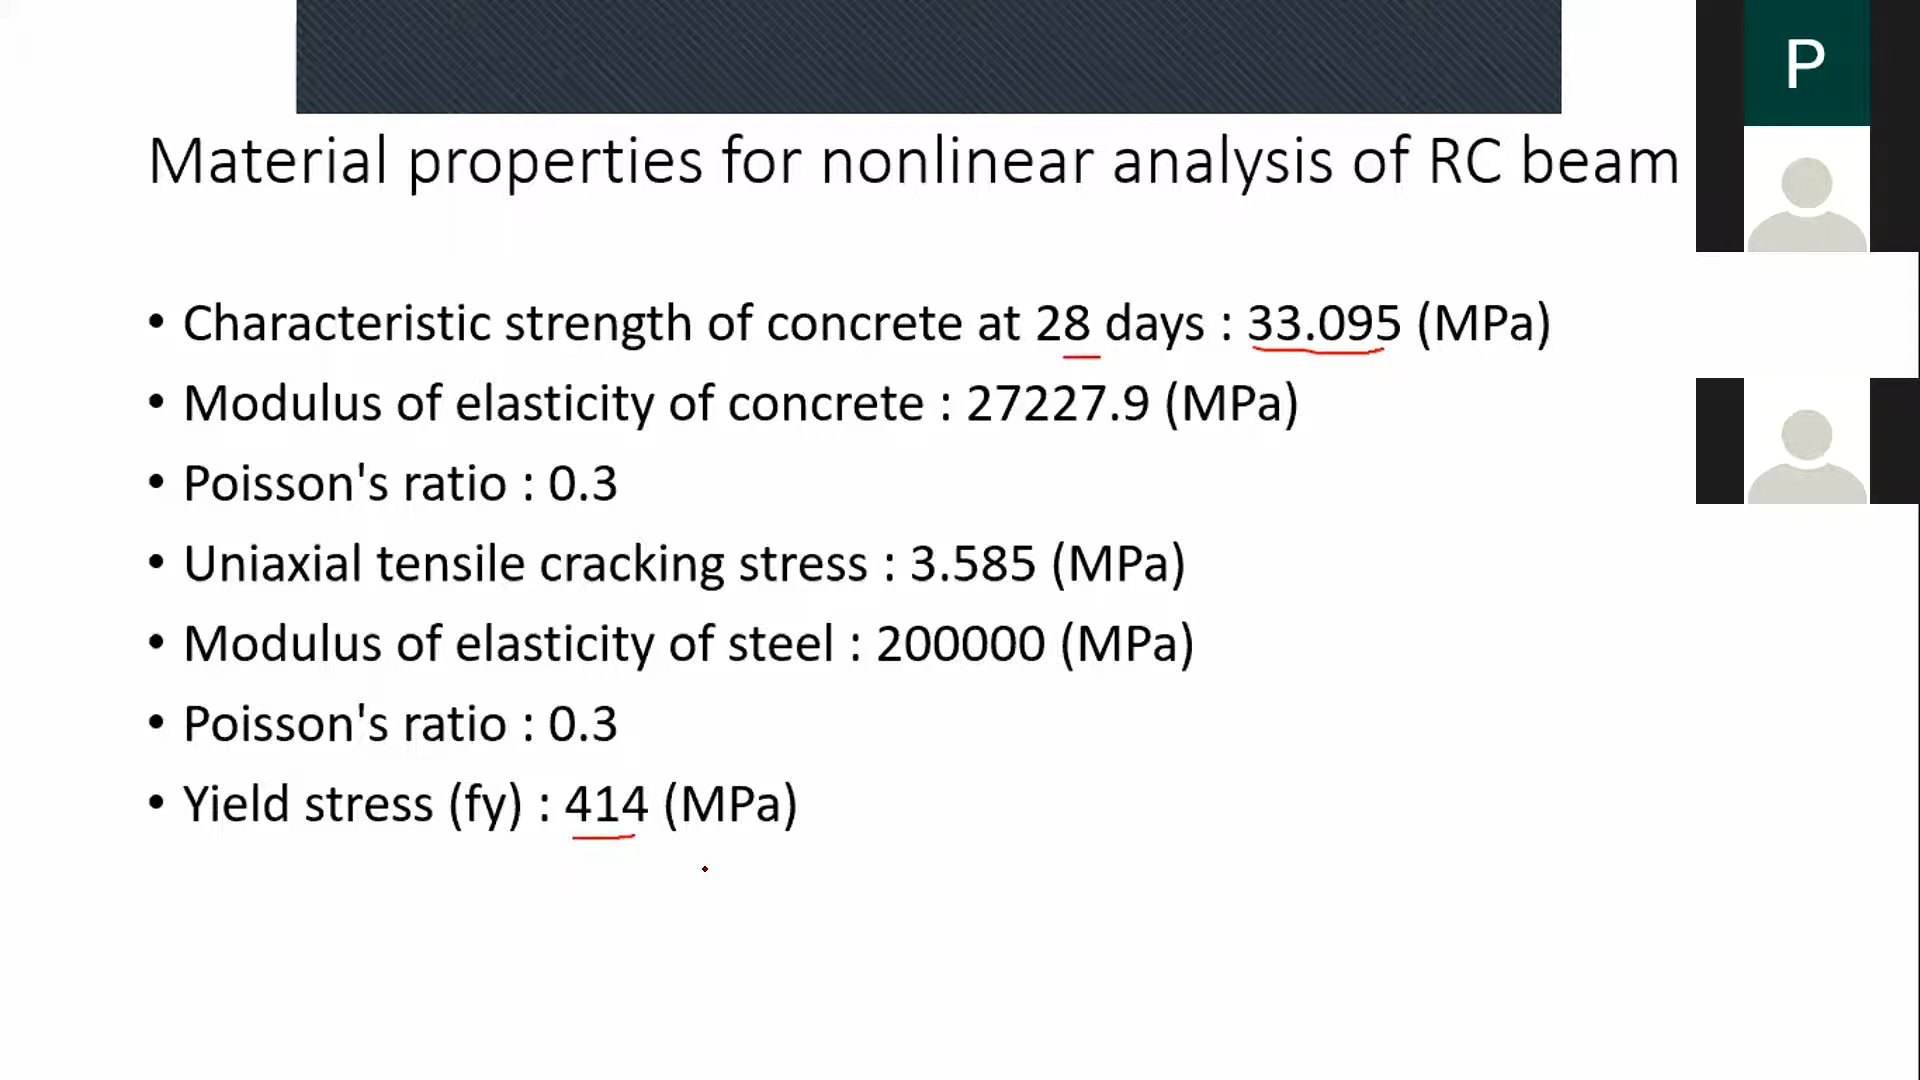 P
Material properties for nonlinear analysis of RC beam
• Characteristic strength of concrete at 28 days : 33.095 (MPa)
• Modulus of elasticity of concrete : 27227.9 (MPa)
• Poisson's ratio : 0.3
• Uniaxial tensile cracking stress : 3.585 (MPa)
• Modulus of elasticity of steel : 200000 (MPa)
• Poisson's ratio : 0.3
• Yield stress (fy) : 414 (MPa)